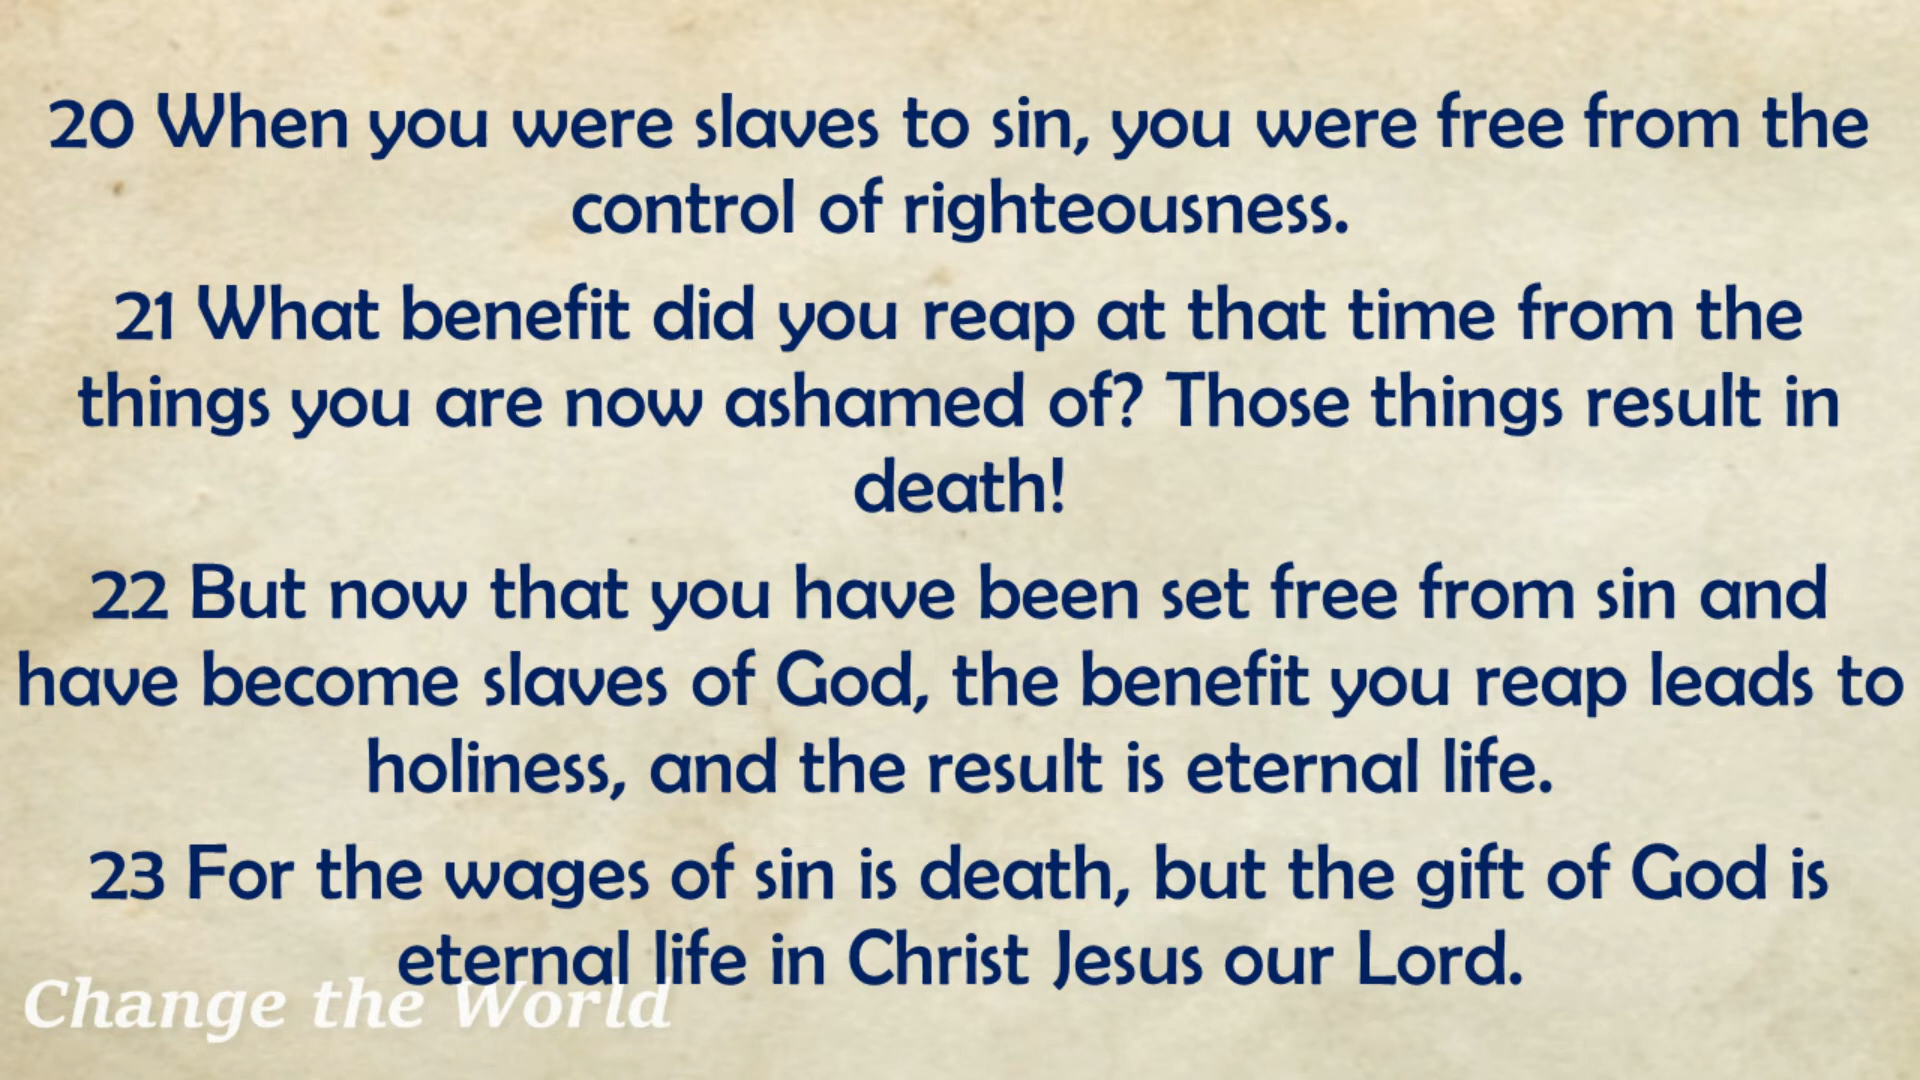 20 When you were slaves to sin, you were free from the
control of righteousness.
21 What benefit did you reap at that time from the
things you are now ashamed of? Those things result in
death!
22 But now that you have been set free from sin and
have become slaves of God, the benefit you reap leads to
holiness, and the result is eternal life.
23 For the wages of sin is death, but the gift of God is
eternal life in Christ Jesus our Lord.
Change the World